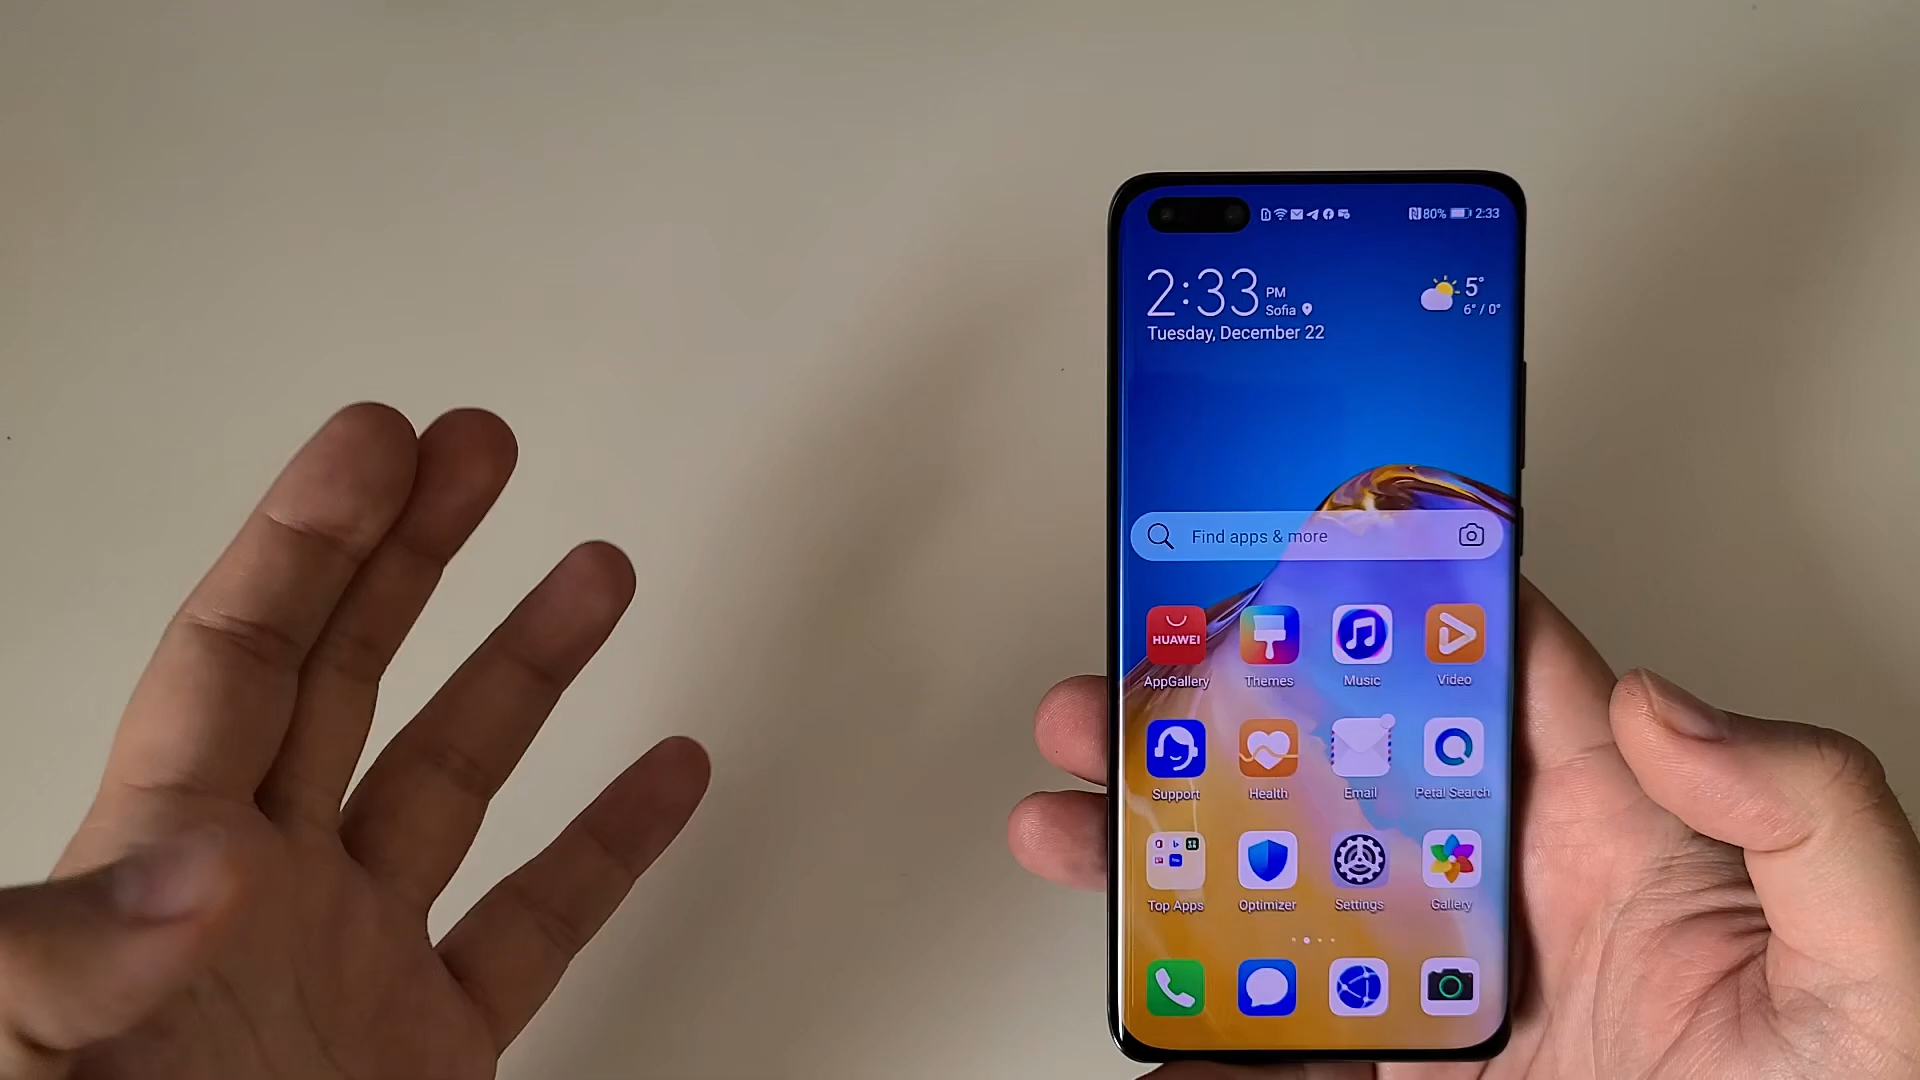 80% 2:33
2:33 PM
Sofia
5°
6° / 0°
Tuesday, December 22
Find apps & more
HUAWEI
AppGallery Themes Music Video
Support Health Email Petal Search
Top Apps Optimizer Settings Gallery